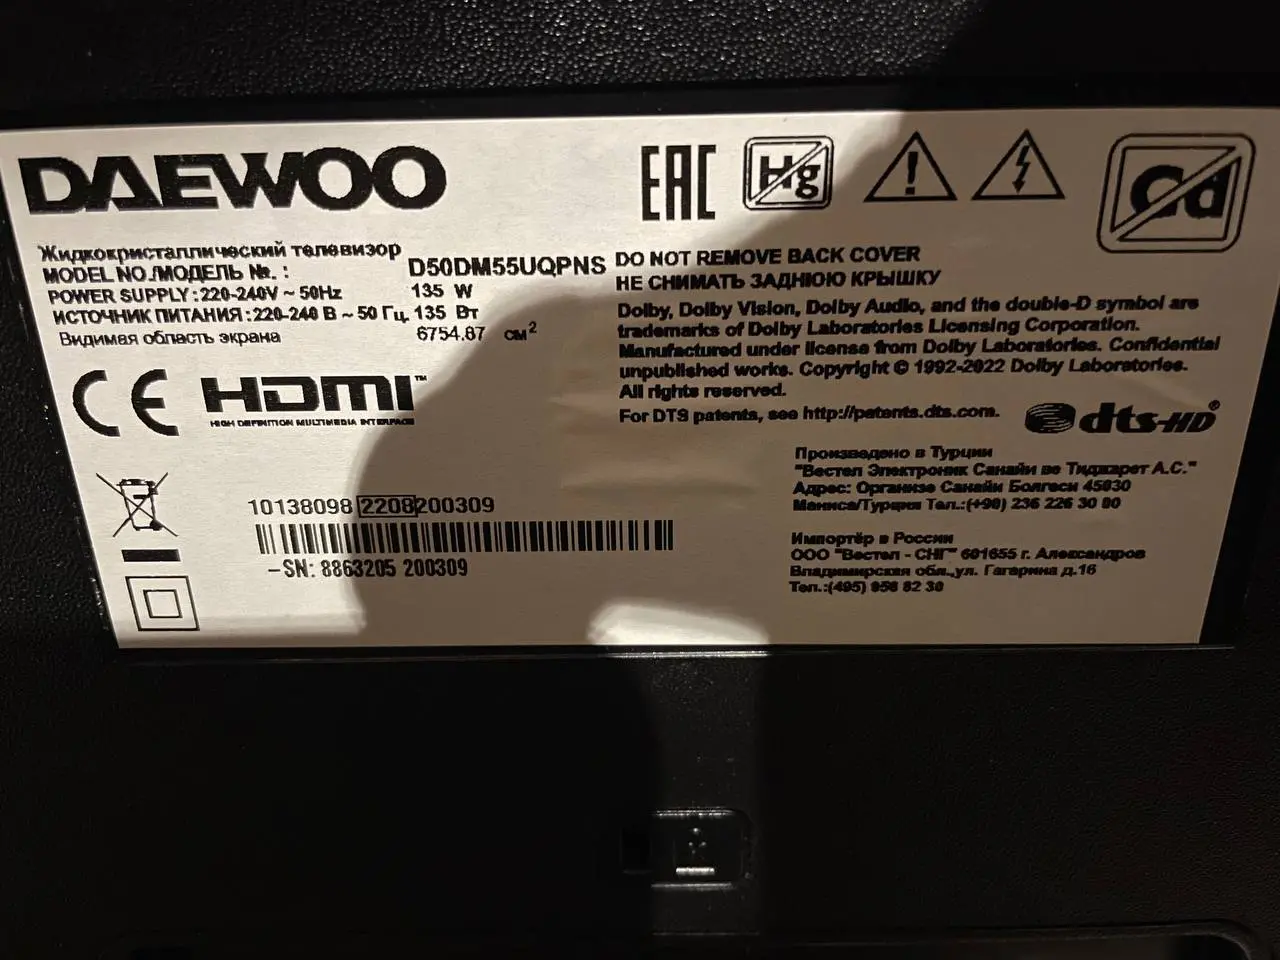 DAEWOO
EAC
Hg
Cd
Жидкокристаллический телевизор
MODEL NO./МОДЕЛЬ №. : D50DM55UQPNS
POWER SUPPLY : 220-240V ~ 50Hz 135 W
ИСТОЧНИК ПИТАНИЯ : 220-240 В ~ 50 Гц 135 Вт
Видимая область экрана 6754.87 см²
CE HDMI™
HIGH DEFINITION MULTIMEDIA INTERFACE
10138098 2208200309
–SN: 8863205 200309
DO NOT REMOVE BACK COVER
НЕ СНИМАТЬ ЗАДНЮЮ КРЫШКУ
Dolby, Dolby Vision, Dolby Audio, and the double-D symbol are
trademarks of Dolby Laboratories Licensing Corporation.
Manufactured under license from Dolby Laboratories. Confidential
unpublished works. Copyright © 1992-2022 Dolby Laboratories.
All rights reserved.
For DTS patents, see http://patents.dts.com.
dts-HD®
Произведено в Турции
"Вестел Электроник Санайи ве Тиджарет А.С."
Адрес: Организе Санайи Болгеси 45030
Маниса/Турция Тел.:(+90) 236 226 30 00
Импортёр в России
ООО "Вестел - СНГ" 601655 г. Александров
Владимирская обл.,ул. Гагарина д.16
Тел.:(495) 956 82 30